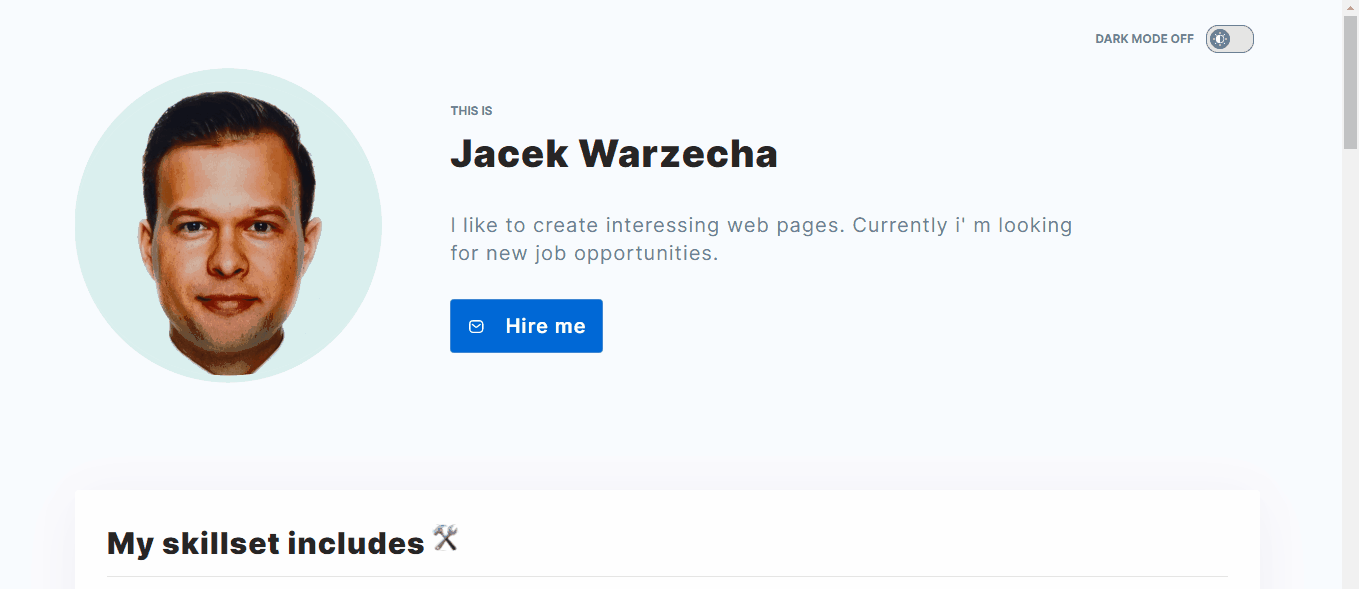 DARK MODE OFF
THIS IS
Jacek Warzecha
I like to create interessing web pages. Currently i' m looking
for new job opportunities.
Hire me
My skillset includes